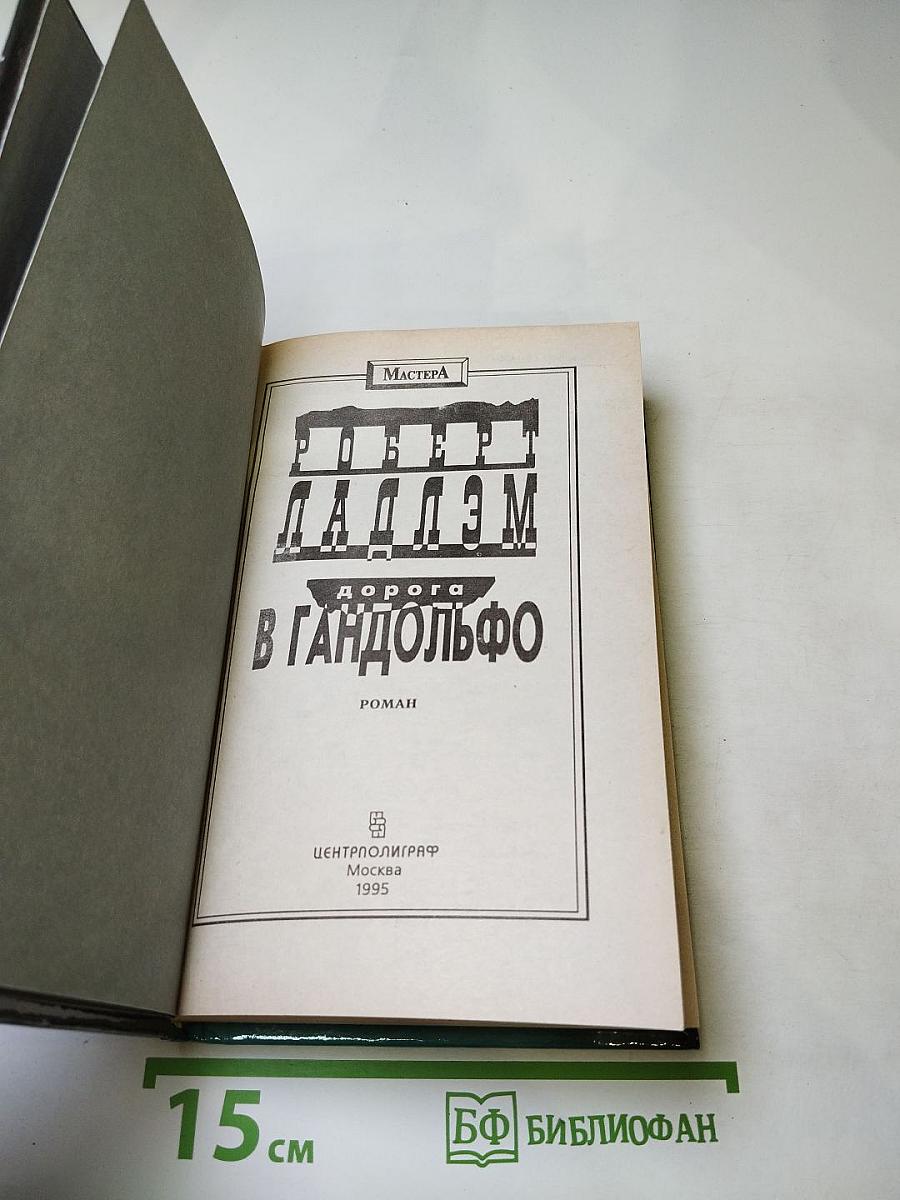 МАСТЕРА
РОБЕРТ
ЛАДЛЭМ
дорога
В ГАНДОЛЬФО
РОМАН
ЦЕНТРПОЛИГРАФ
Москва
1995
15 см
БФ БИБЛИОФАН